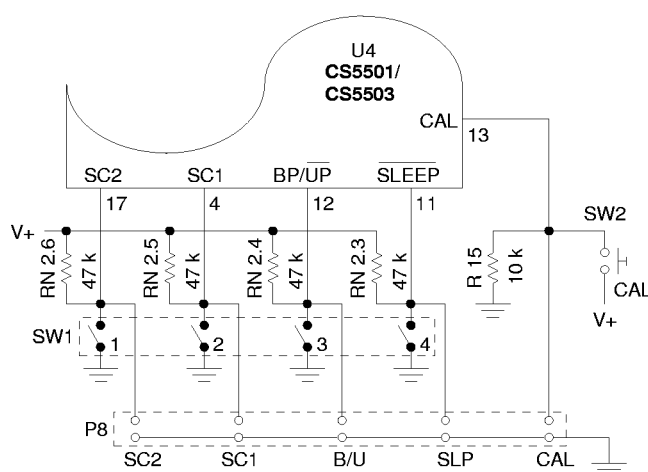 U4
CS5501/
CS5503
CAL
13
SC2 SC1 BP/UP SLEEP
17 4 12 11
V+
SW2
RN 2.6
47 k
RN 2.5
47 k
RN 2.4
47 k
RN 2.3
47 k
R 15
10 k
CAL
V+
SW1
1 2 3 4
P8
SC2 SC1 B/U SLP CAL